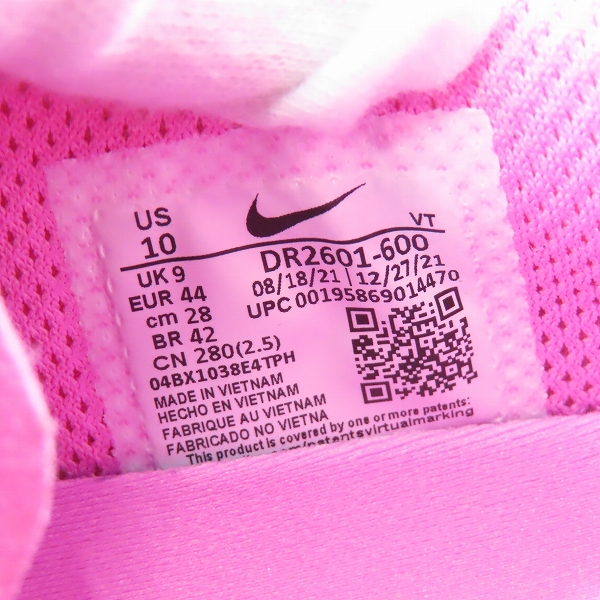 US
10
VT
DR2601-600
08/18/21 | 12/27/21
UPC 00195869014470
UK 9
EUR 44
cm 28
BR 42
CN 280(2.5)
04BX1038E4TPH
MADE IN VIETNAM
HECHO EN VIETNAM
FABRIQUE AU VIETNAM
FABRICADO NO VIETNA
This product is covered by one or more patents:
.com/patentsvirtualmarking